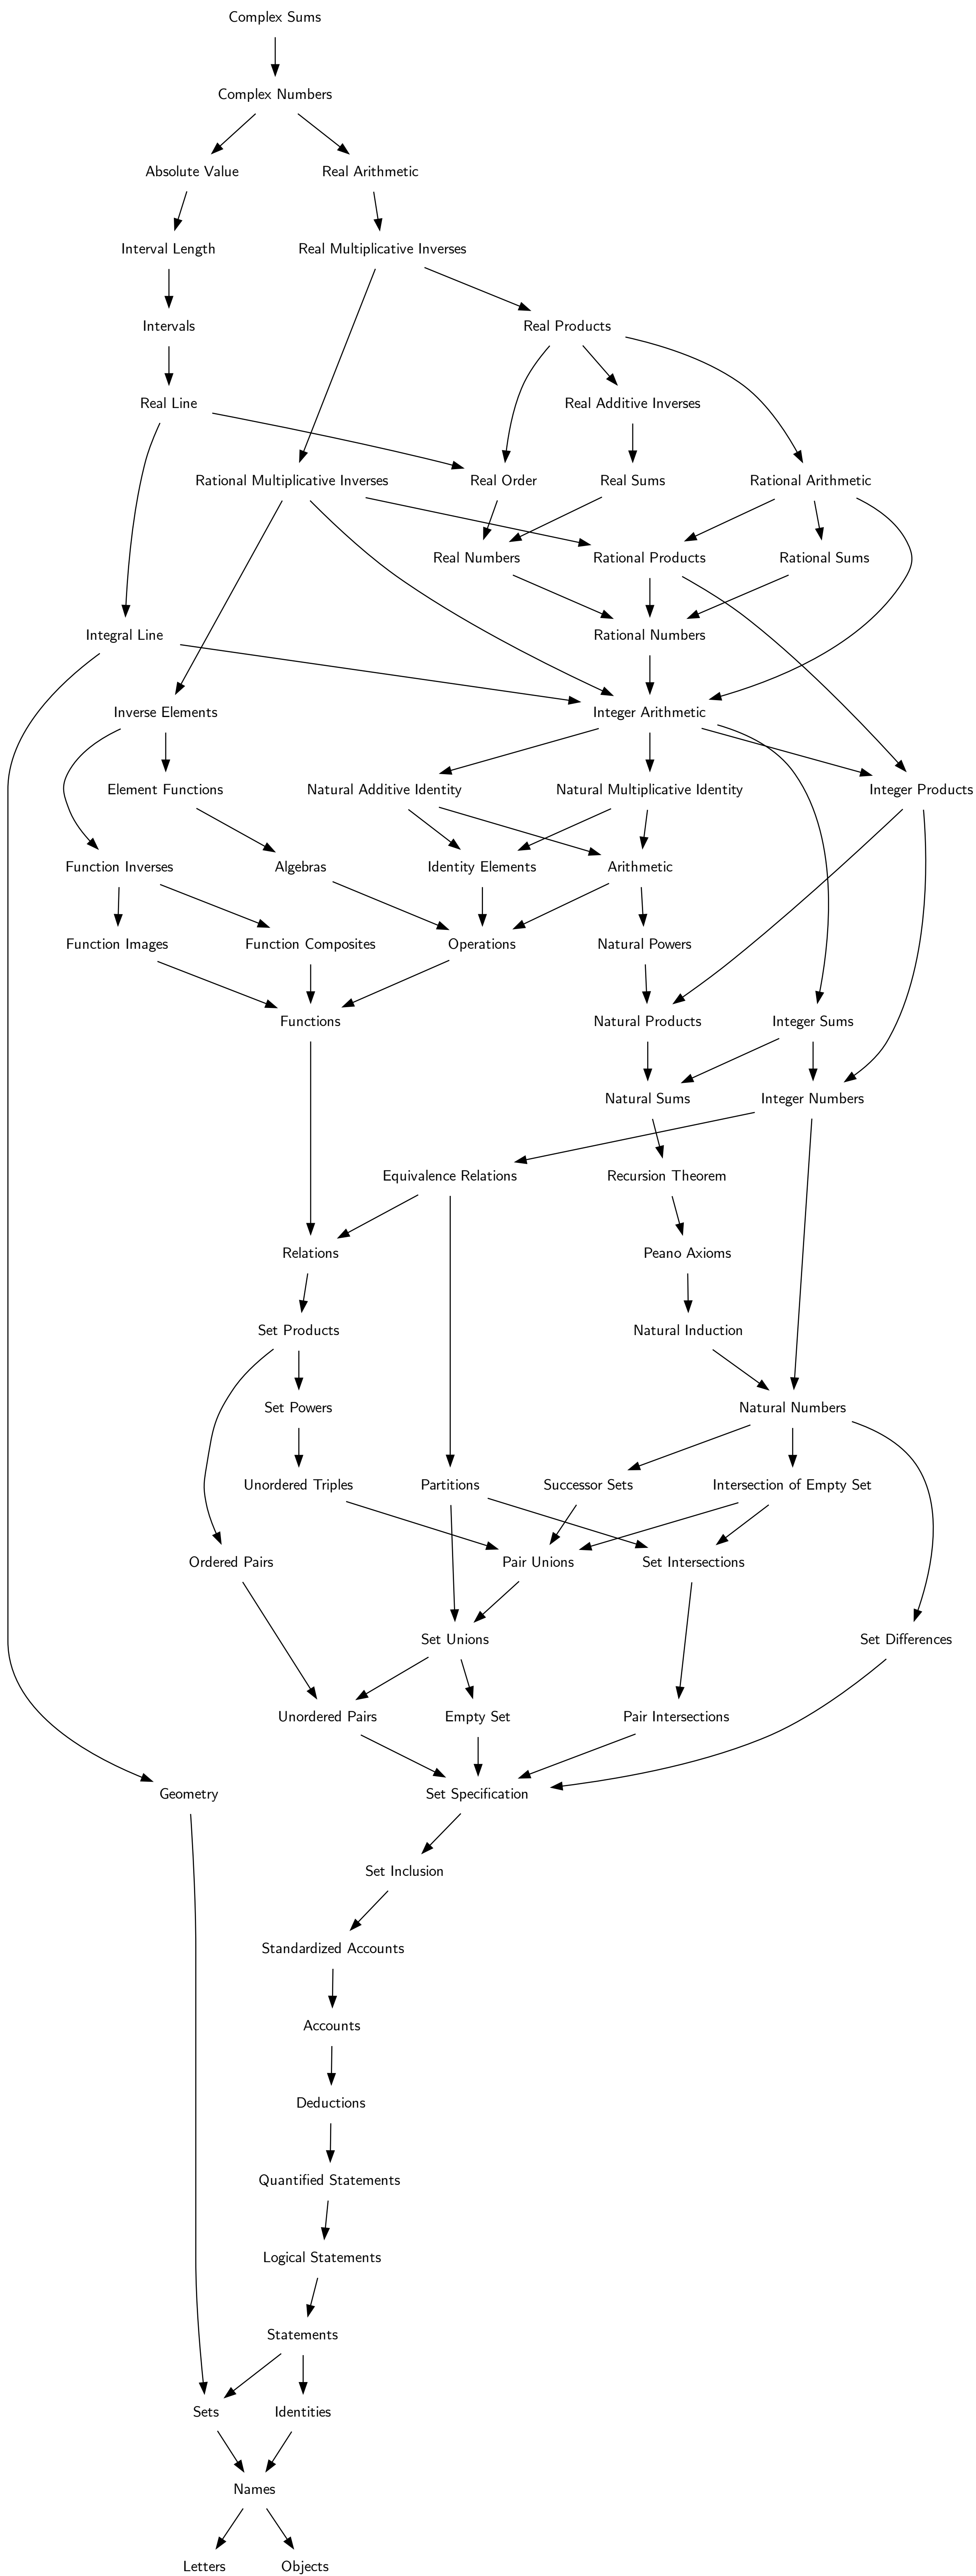 Complex Sums
Complex Numbers
Absolute Value
Real Arithmetic
Interval Length
Real Multiplicative Inverses
Intervals
Real Products
Real Line
Real Additive Inverses
Rational Multiplicative Inverses
Real Order
Real Sums
Rational Arithmetic
Real Numbers
Rational Products
Rational Sums
Integral Line
Rational Numbers
Inverse Elements
Integer Arithmetic
Element Functions
Natural Additive Identity
Natural Multiplicative Identity
Integer Products
Function Inverses
Algebras
Identity Elements
Arithmetic
Function Images
Function Composites
Operations
Natural Powers
Functions
Natural Products
Integer Sums
Natural Sums
Integer Numbers
Equivalence Relations
Recursion Theorem
Relations
Peano Axioms
Set Products
Natural Induction
Set Powers
Natural Numbers
Unordered Triples
Partitions
Successor Sets
Intersection of Empty Set
Ordered Pairs
Pair Unions
Set Intersections
Set Unions
Set Differences
Unordered Pairs
Empty Set
Pair Intersections
Geometry
Set Specification
Set Inclusion
Standardized Accounts
Accounts
Deductions
Quantified Statements
Logical Statements
Statements
Sets
Identities
Names
Letters
Objects